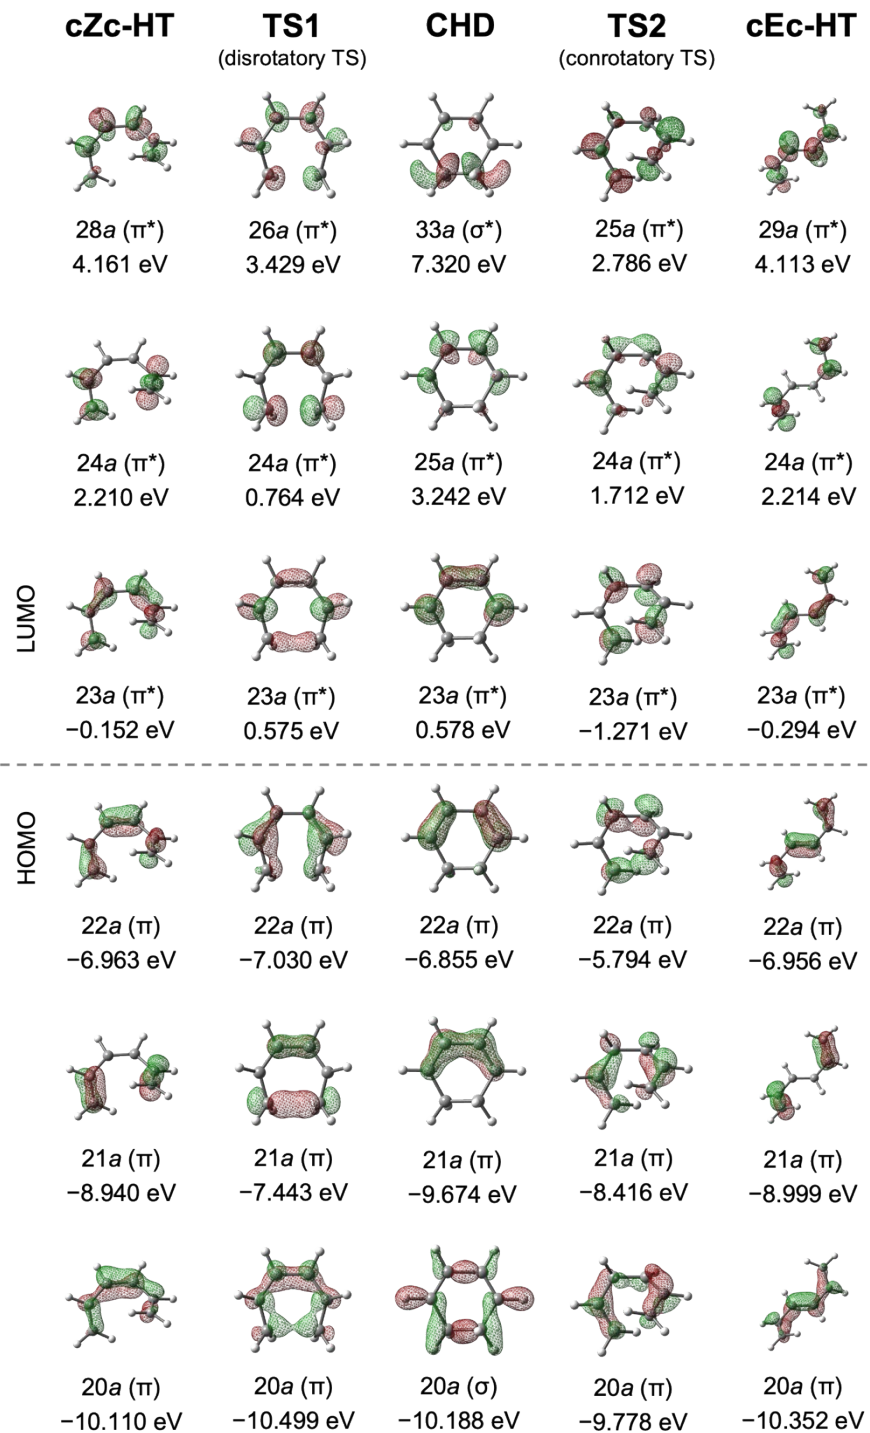 cZc-HT TS1 CHD TS2 cEc-HT
(disrotatory TS) (conrotatory TS)
28a (π*) 26a (π*) 33a (σ*) 25a (π*) 29a (π*)
4.161 eV 3.429 eV 7.320 eV 2.786 eV 4.113 eV
24a (π*) 24a (π*) 25a (π*) 24a (π*) 24a (π*)
2.210 eV 0.764 eV 3.242 eV 1.712 eV 2.214 eV
LUMO
23a (π*) 23a (π*) 23a (π*) 23a (π*) 23a (π*)
−0.152 eV 0.575 eV 0.578 eV −1.271 eV −0.294 eV
HOMO
22a (π) 22a (π) 22a (π) 22a (π) 22a (π)
−6.963 eV −7.030 eV −6.855 eV −5.794 eV −6.956 eV
21a (π) 21a (π) 21a (π) 21a (π) 21a (π)
−8.940 eV −7.443 eV −9.674 eV −8.416 eV −8.999 eV
20a (π) 20a (π) 20a (σ) 20a (π) 20a (π)
−10.110 eV −10.499 eV −10.188 eV −9.778 eV −10.352 eV